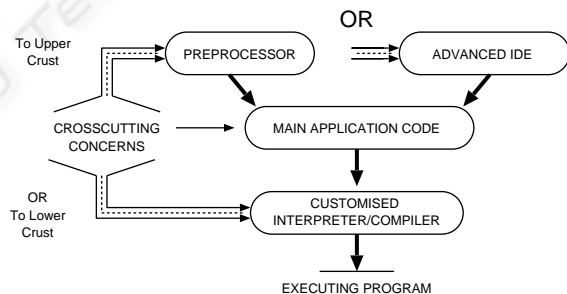 OR
To Upper
Crust
PREPROCESSOR
ADVANCED IDE
CROSSCUTTING
CONCERNS
MAIN APPLICATION CODE
OR
To Lower
Crust
CUSTOMISED
INTERPRETER/COMPILER
EXECUTING PROGRAM